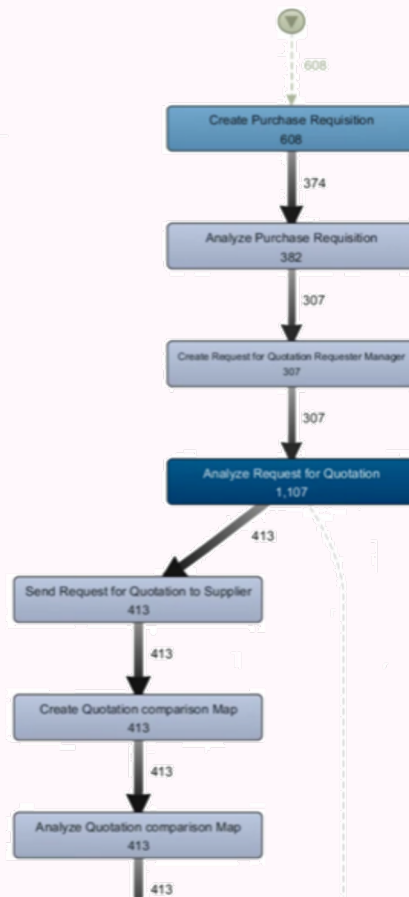 608
Create Purchase Requisition
608
374
Analyze Purchase Requisition
382
307
Create Request for Quotation Requester Manager
307
307
Analyze Request for Quotation
1,107
413
Send Request for Quotation to Supplier
413
413
Create Quotation comparison Map
413
413
Analyze Quotation comparison Map
413
413